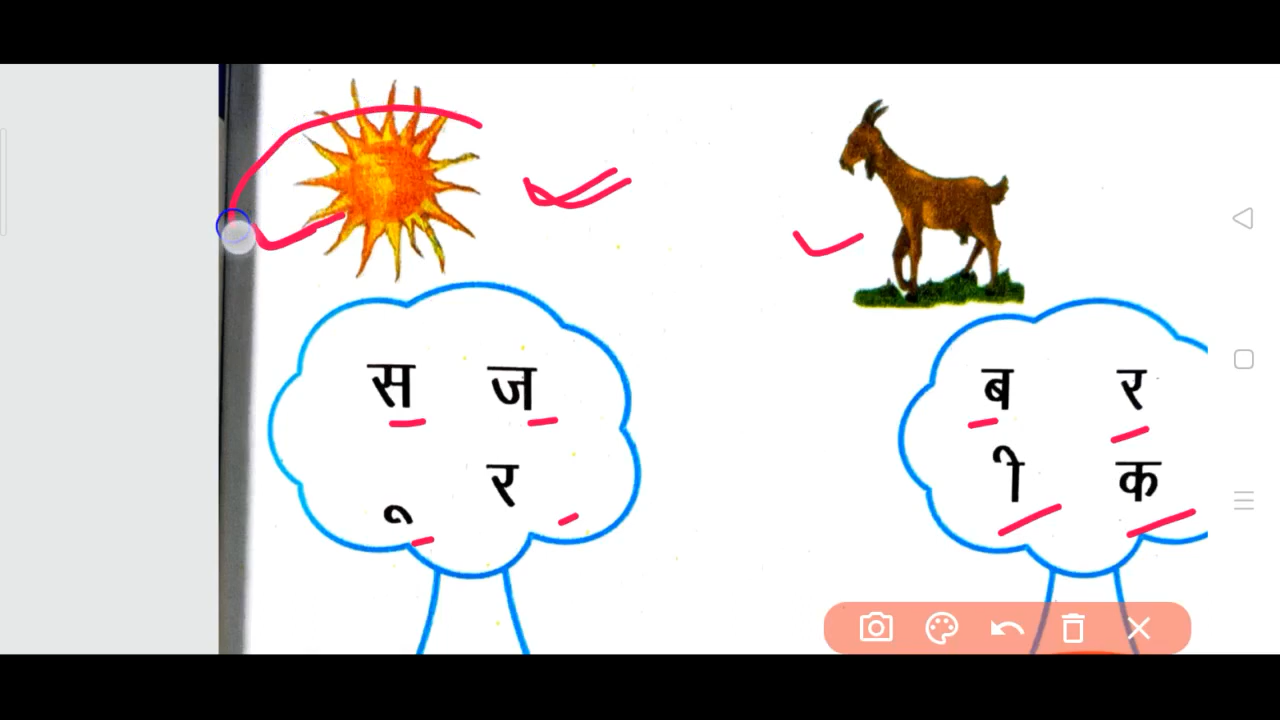 स ज
ू र
ब र
ी क